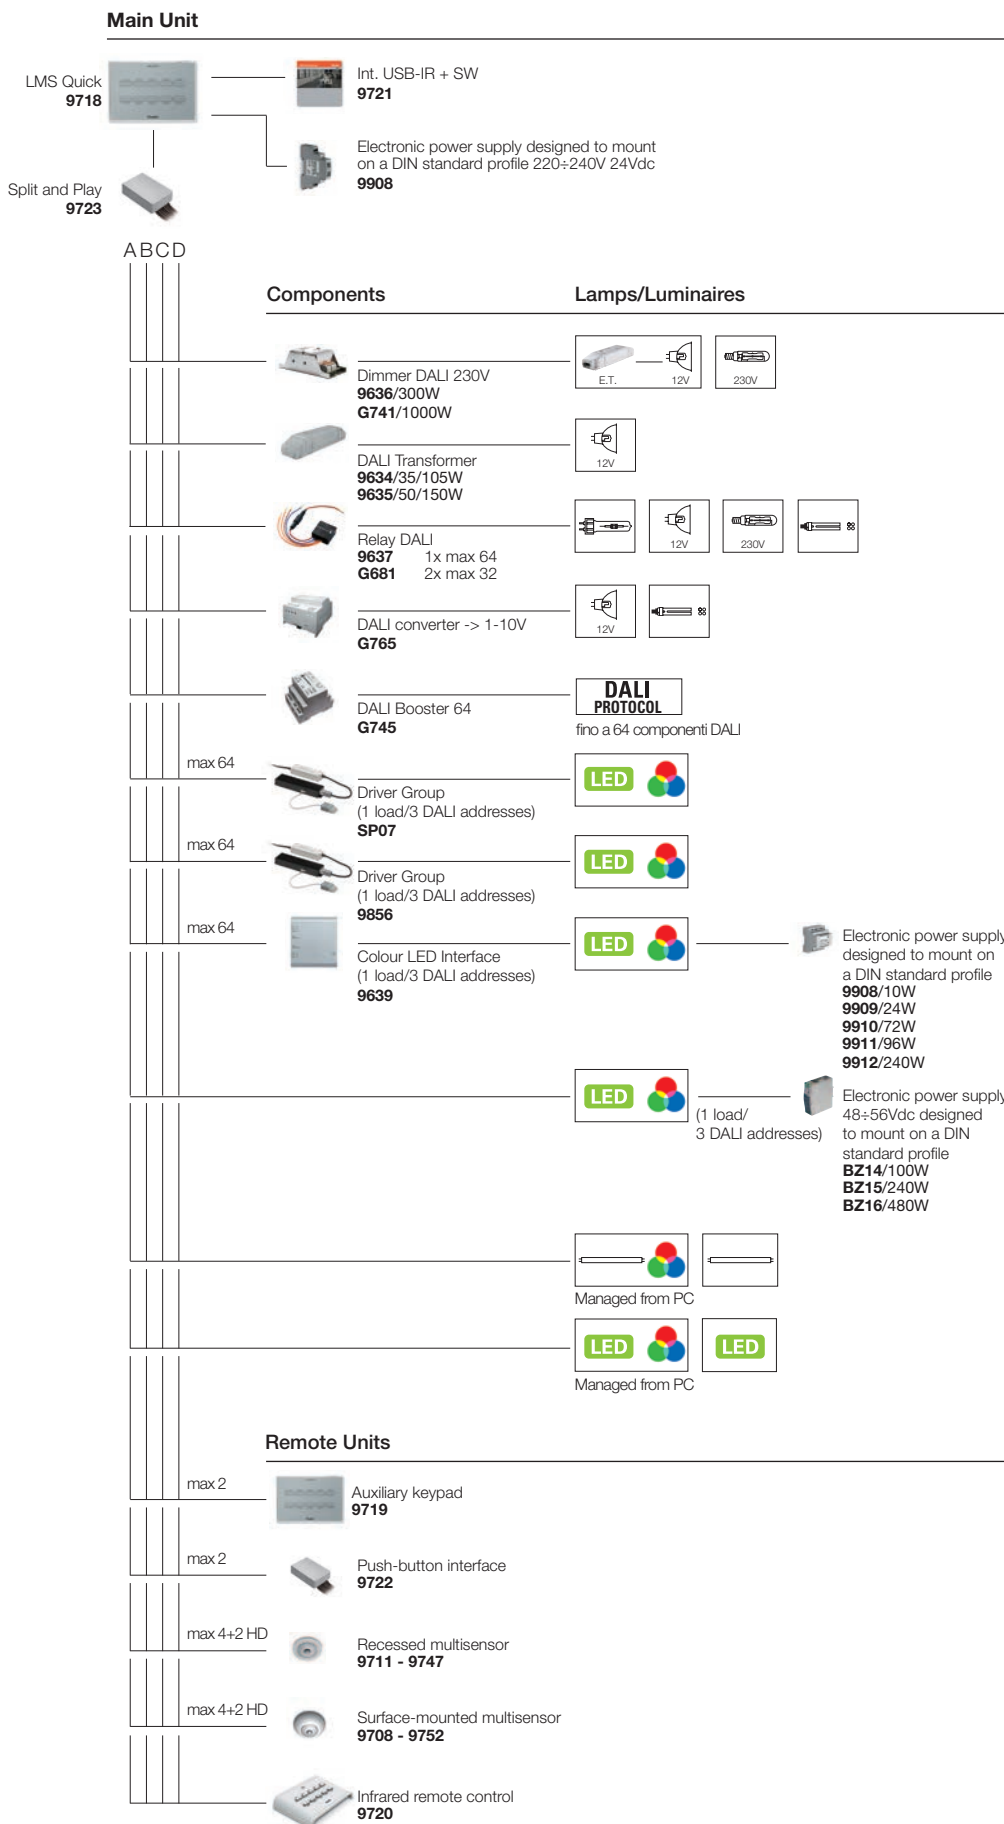 Main Unit
LMS Quick
9718
Int. USB-IR + SW
9721
Electronic power supply designed to mount
on a DIN standard profile 220÷240V 24Vdc
9908
Split and Play
9723
A B C D
Components
Lamps/Luminaires
Dimmer DALI 230V
9636/300W
G741/1000W
E.T. 12V
230V
DALI Transformer
9634/35/105W
9635/50/150W
12V
Relay DALI
9637 1x max 64
G681 2x max 32
12V
230V
DALI converter -> 1-10V
G765
12V
DALI Booster 64
G745
DALI
PROTOCOL
fino a 64 componenti DALI
max 64
Driver Group
(1 load/3 DALI addresses)
SP07
LED
max 64
Driver Group
(1 load/3 DALI addresses)
9856
LED
max 64
Colour LED Interface
(1 load/3 DALI addresses)
9639
LED
Electronic power supply
designed to mount on
a DIN standard profile
9908/10W
9909/24W
9910/72W
9911/96W
9912/240W
LED
(1 load/
3 DALI addresses)
Electronic power supply
48÷56Vdc designed
to mount on a DIN
standard profile
BZ14/100W
BZ15/240W
BZ16/480W
Managed from PC
LED
LED
Managed from PC
Remote Units
max 2
Auxiliary keypad
9719
max 2
Push-button interface
9722
max 4+2 HD
Recessed multisensor
9711 - 9747
max 4+2 HD
Surface-mounted multisensor
9708 - 9752
Infrared remote control
9720